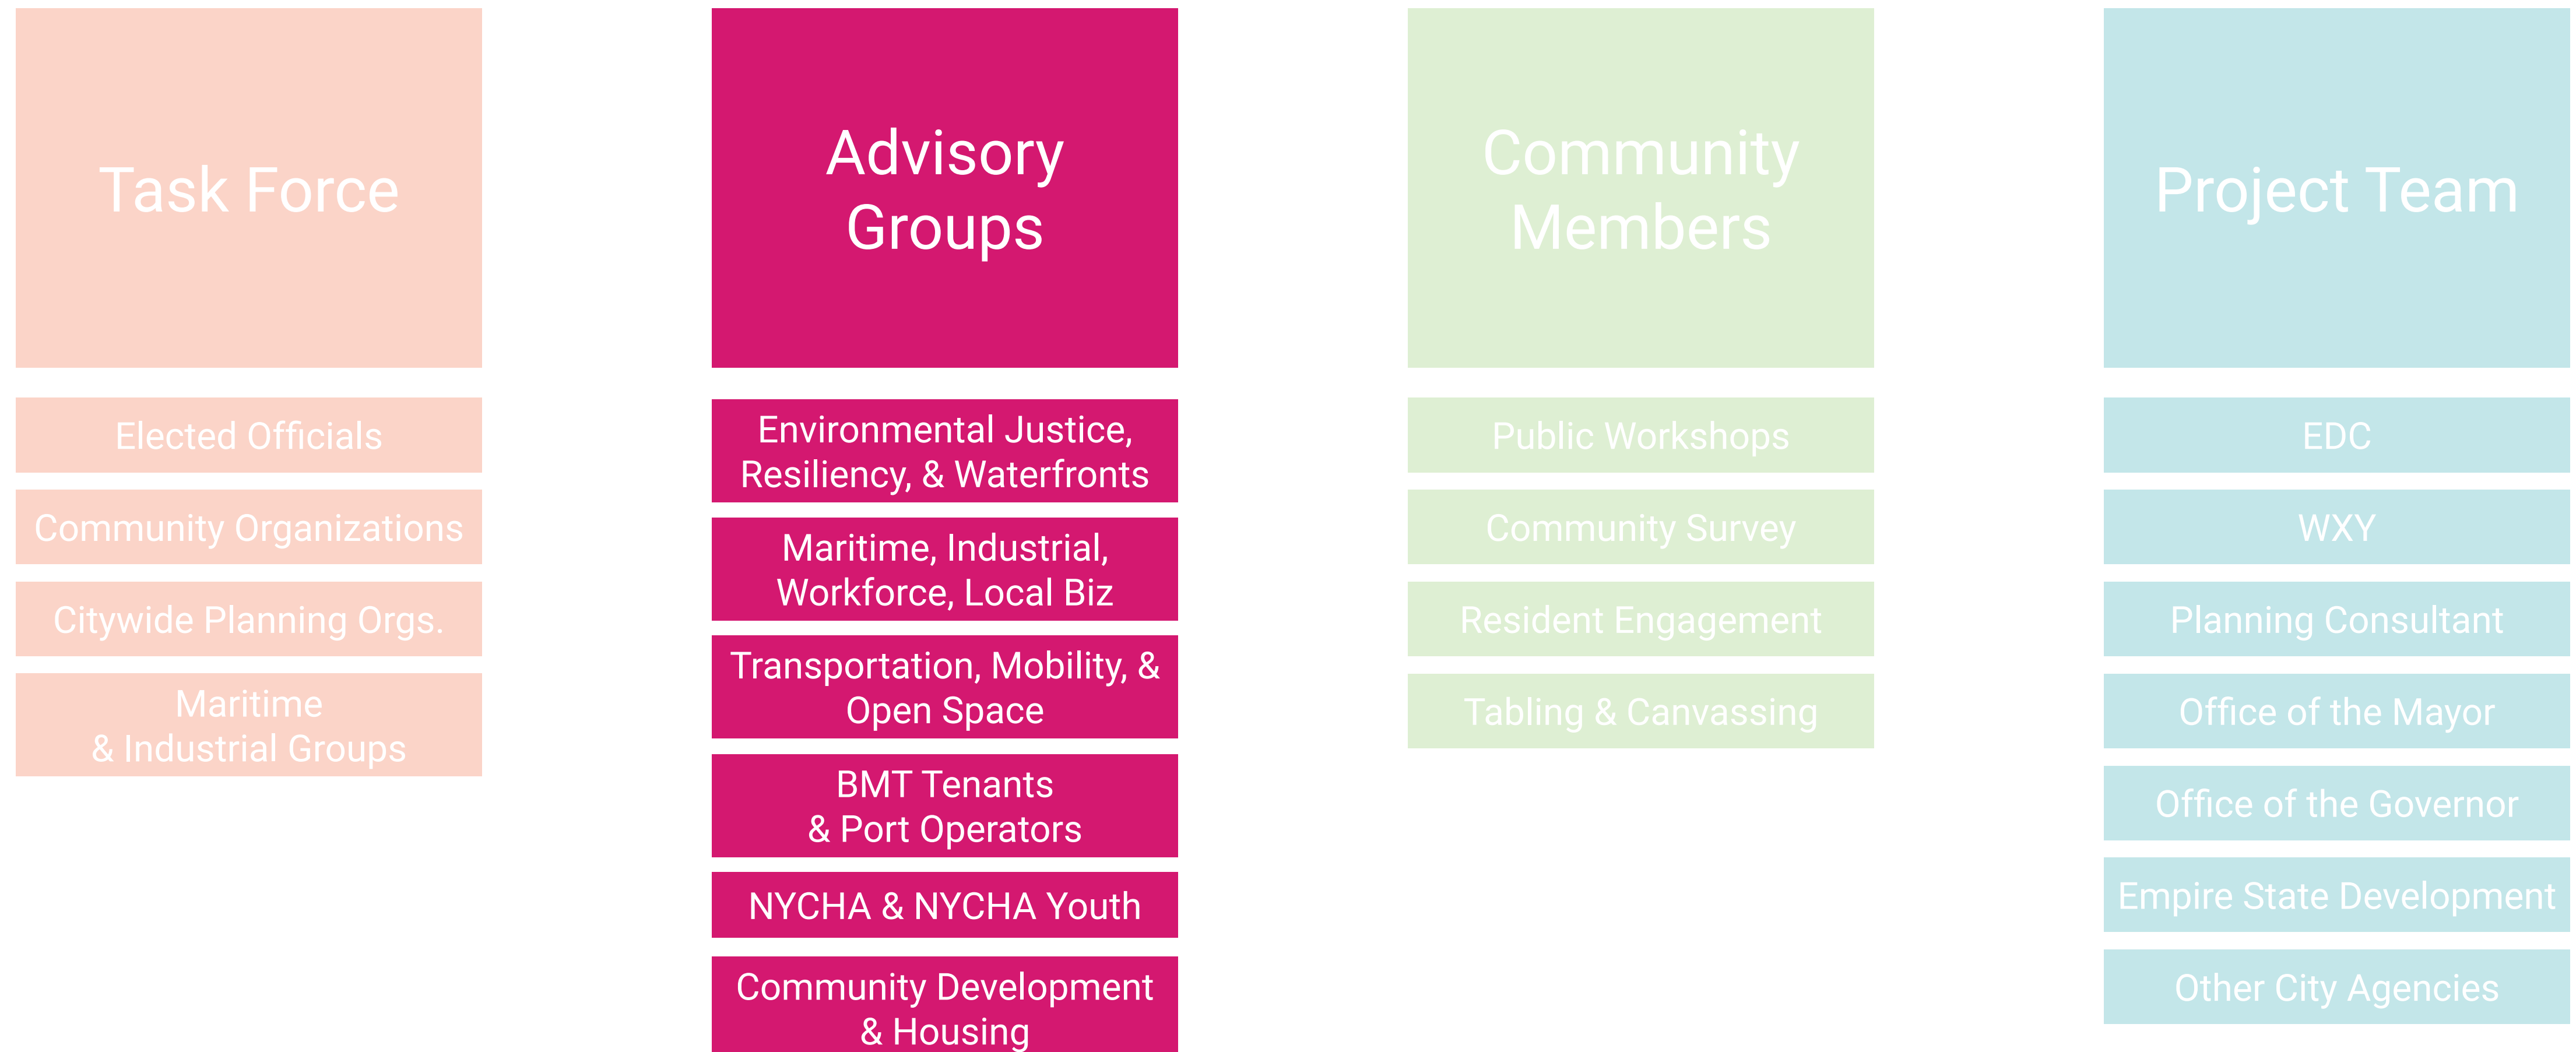 Task Force
Elected Officials
Community Organizations
Citywide Planning Orgs.
Maritime
& Industrial Groups
Advisory
Groups
Environmental Justice,
Resiliency, & Waterfronts
Maritime, Industrial,
Workforce, Local Biz
Transportation, Mobility, &
Open Space
BMT Tenants
& Port Operators
NYCHA & NYCHA Youth
Community Development
& Housing
Community
Members
Public Workshops
Community Survey
Resident Engagement
Tabling & Canvassing
Project Team
EDC
WXY
Planning Consultant
Office of the Mayor
Office of the Governor
Empire State Development
Other City Agencies